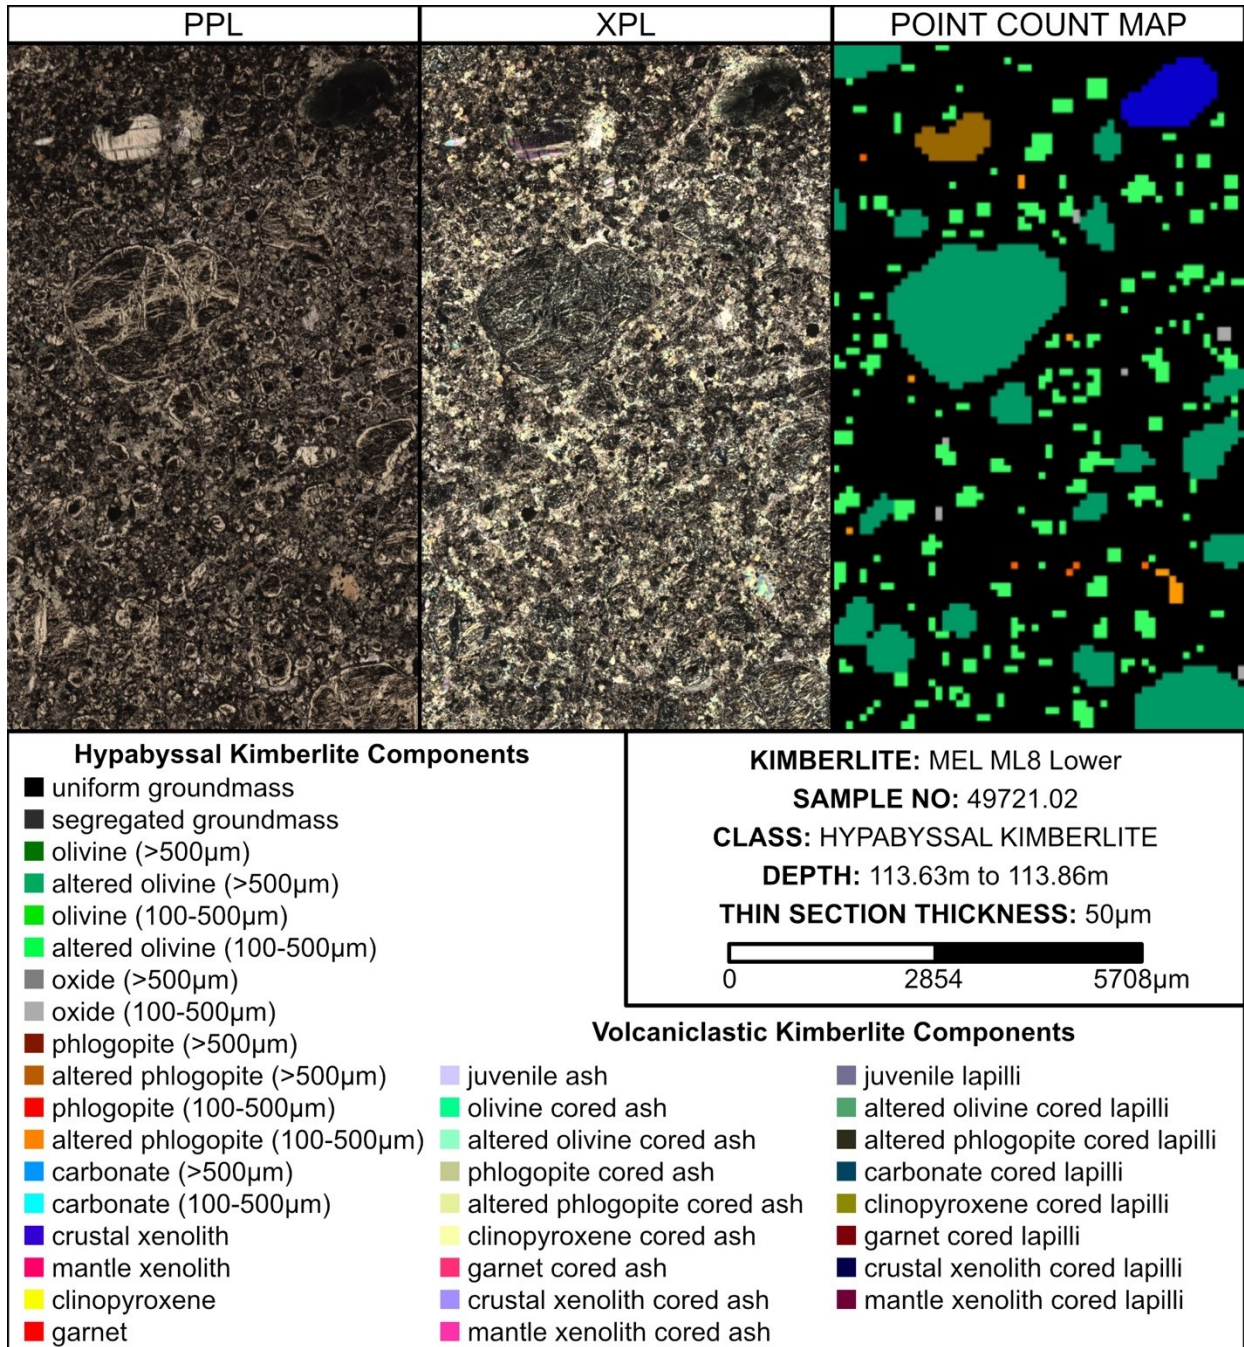 PPL
XPL
POINT COUNT MAP
Hypabyssal Kimberlite Components
uniform groundmass
segregated groundmass
olivine (>500µm)
altered olivine (>500µm)
olivine (100-500µm)
altered olivine (100-500µm)
oxide (>500µm)
oxide (100-500µm)
phlogopite (>500µm)
altered phlogopite (>500µm)
phlogopite (100-500µm)
altered phlogopite (100-500µm)
carbonate (>500µm)
carbonate (100-500µm)
crustal xenolith
mantle xenolith
clinopyroxene
garnet
KIMBERLITE: MEL ML8 Lower
SAMPLE NO: 49721.02
CLASS: HYPABYSSAL KIMBERLITE
DEPTH: 113.63m to 113.86m
THIN SECTION THICKNESS: 50µm
0 2854 5708µm
Volcaniclastic Kimberlite Components
juvenile ash
olivine cored ash
altered olivine cored ash
phlogopite cored ash
altered phlogopite cored ash
clinopyroxene cored ash
garnet cored ash
crustal xenolith cored ash
mantle xenolith cored ash
juvenile lapilli
altered olivine cored lapilli
altered phlogopite cored lapilli
carbonate cored lapilli
clinopyroxene cored lapilli
garnet cored lapilli
crustal xenolith cored lapilli
mantle xenolith cored lapilli